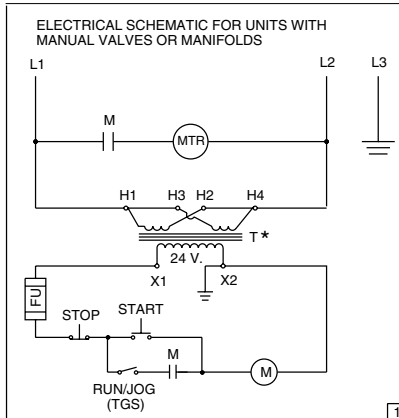 ELECTRICAL SCHEMATIC FOR UNITS WITH
MANUAL VALVES OR MANIFOLDS
L1 L2 L3
M
MTR
H1 H3 H2 H4
T*
24 V.
X1 X2
FU
STOP START
M
M
RUN/JOG
(TGS)
1